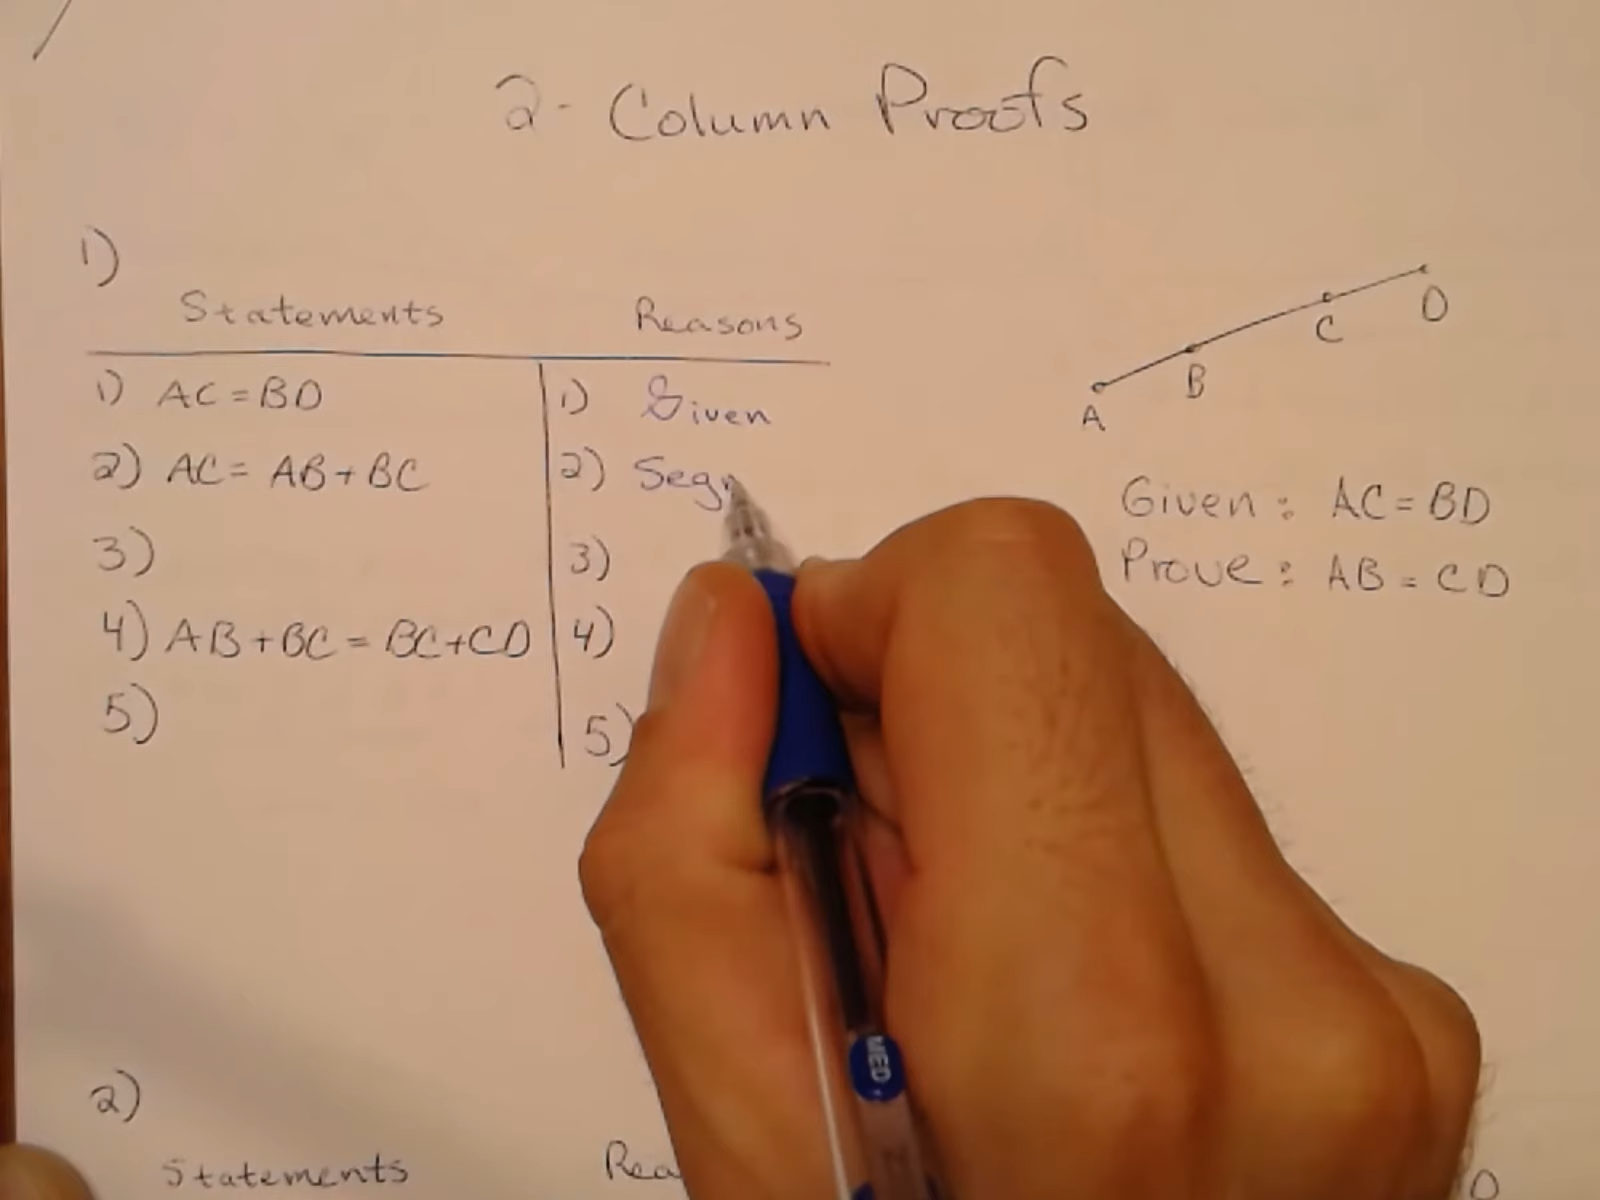 2- Column Proofs
1)
Statements Reasons
1) AC = BD 1) Given
2) AC = AB + BC 2) Seg
3) 3)
4) AB + BC = BC + CD 4)
5) 5)
A B C D
Given : AC = BD
Prove : AB = CD
MED
2)
Statements Rea
D